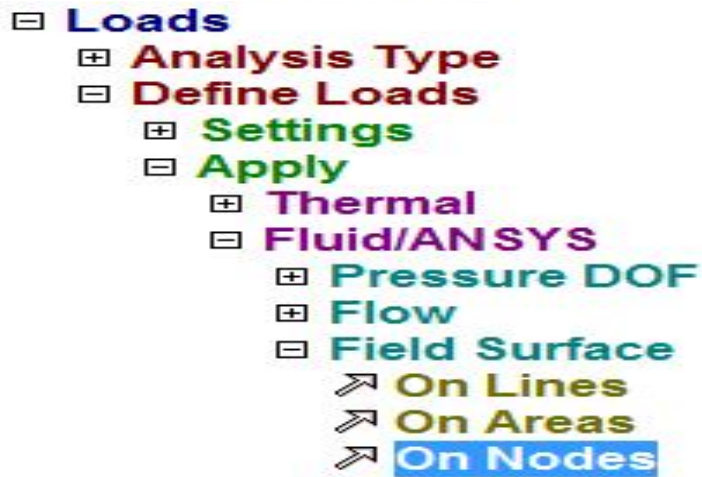 Loads
Analysis Type
Define Loads
Settings
Apply
Thermal
Fluid/ANSYS
Pressure DOF
Flow
Field Surface
On Lines
On Areas
On Nodes